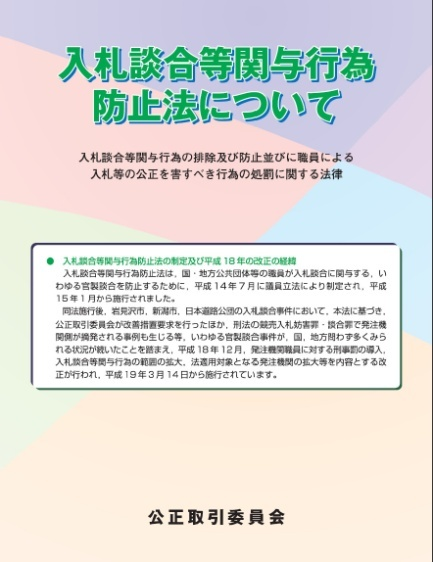 入札談合等関与行為
防止法について
入札談合等関与行為の排除及び防止並びに職員による
入札等の公正を害すべき行為の処罰に関する法律
● 入札談合等関与行為防止法の制定及び平成18年の改正の経緯
入札談合等関与行為防止法は，国・地方公共団体等の職員が入札談合に関与する，い
わゆる官製談合を防止するために，平成14年7月に議員立法により制定され，平成
15年1月から施行されました。
同法施行後，岩見沢市，新潟市，日本道路公団の入札談合事件において，本法に基づき，
公正取引委員会が改善措置要求を行ったほか，刑法の競売入札妨害罪・談合罪で発注機
関側が摘発される事例も生じる等，いわゆる官製談合事件が，国，地方問わず多くみら
れる状況が続いたことを踏まえ，平成18年12月，発注機関職員に対する刑事罰の導入，
入札談合等関与行為の範囲の拡大，法適用対象となる発注機関の拡大等を内容とする改
正が行われ，平成19年3月14日から施行されています。
公正取引委員会